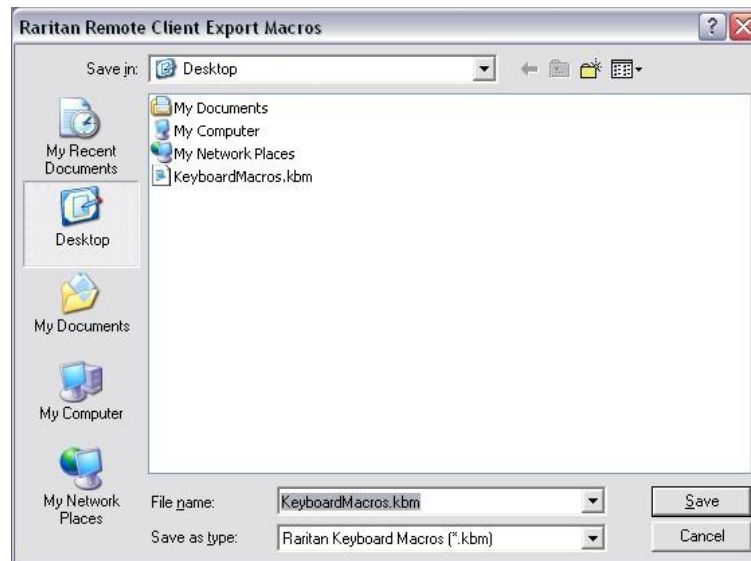 Raritan Remote Client Export Macros
Save in:
Desktop
My Recent
Documents
Desktop
My Documents
My Computer
My Network
Places
My Documents
My Computer
My Network Places
KeyboardMacros.kbm
File name:
KeyboardMacros.kbm
Save
Save as type:
Raritan Keyboard Macros (*.kbm)
Cancel